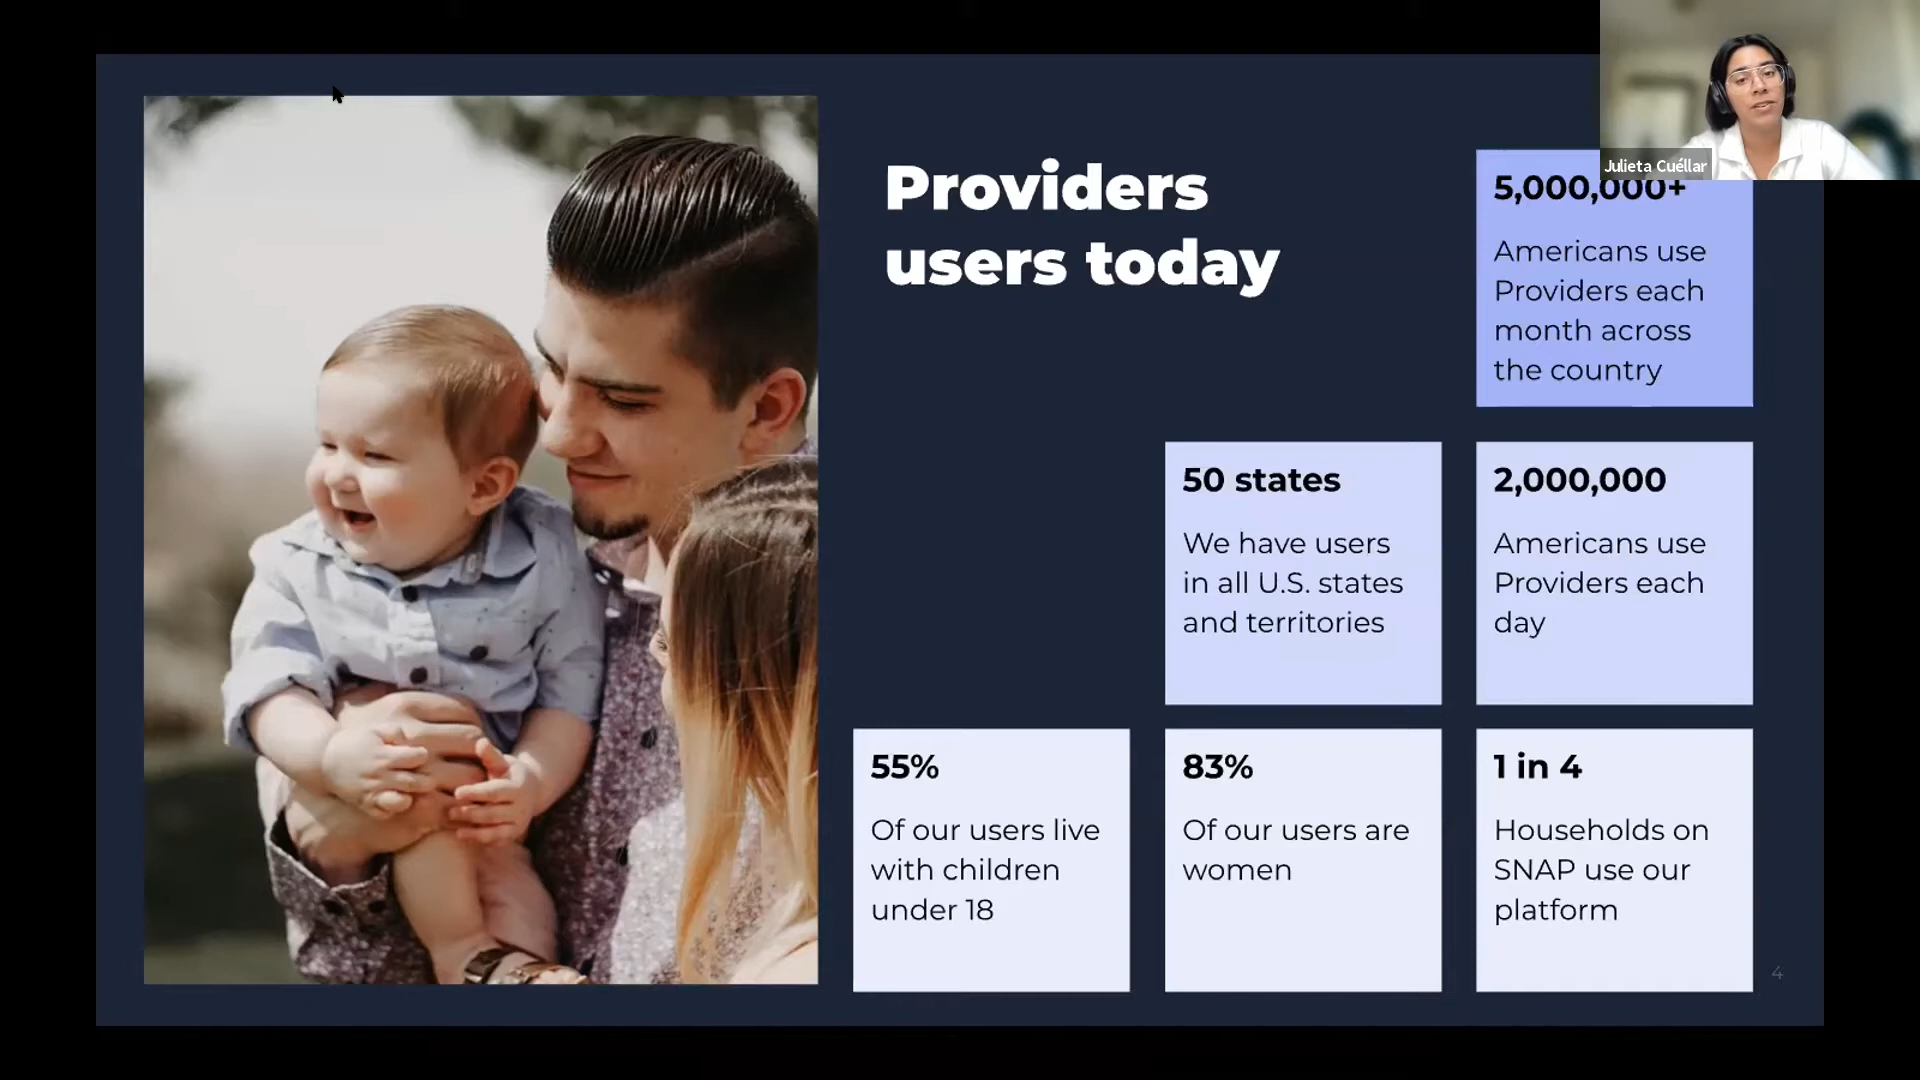 Julieta Cuéllar
Providers
users today
5,000,000+
Americans use
Providers each
month across
the country
50 states
We have users
in all U.S. states
and territories
2,000,000
Americans use
Providers each
day
55%
Of our users live
with children
under 18
83%
Of our users are
women
1 in 4
Households on
SNAP use our
platform
4